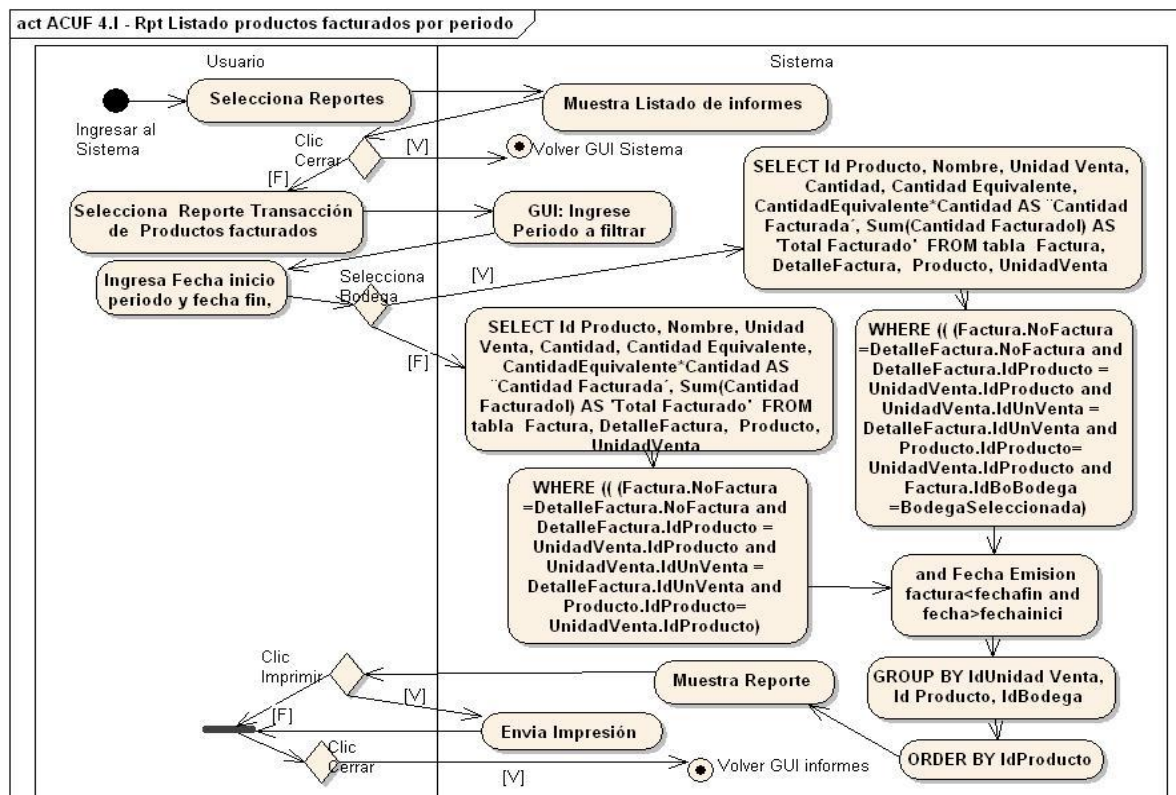 act ACUF 4.I - Rpt Listado productos facturados por periodo
Usuario
Sistema
Selecciona Reportes
Muestra Listado de informes
Ingresar al
Sistema
Clic
Cerrar
[V]
Volver GUI Sistema
[F]
Selecciona Reporte Transacción
de Productos facturados
GUI: Ingrese
Periodo a filtrar
SELECT Id Producto, Nombre, Unidad Venta,
Cantidad, Cantidad Equivalente,
CantidadEquivalente*Cantidad AS ¨Cantidad
Facturada´, Sum(Cantidad Facturadol) AS
'Total Facturado' FROM tabla Factura,
DetalleFactura, Producto, UnidadVenta
Ingresa Fecha inicio
periodo y fecha fin,
Selecciona
Bodega
[V]
[F]
SELECT Id Producto, Nombre, Unidad
Venta, Cantidad, Cantidad Equivalente,
CantidadEquivalente*Cantidad AS
¨Cantidad Facturada´, Sum(Cantidad
Facturadol) AS 'Total Facturado' FROM
tabla Factura, DetalleFactura, Producto,
UnidadVenta
WHERE (( (Factura.NoFactura
=DetalleFactura.NoFactura and
DetalleFactura.IdProducto =
UnidadVenta.IdProducto and
UnidadVenta.IdUnVenta =
DetalleFactura.IdUnVenta and
Producto.IdProducto=
UnidadVenta.IdProducto and
Factura.IdBoBodega
=BodegaSeleccionada)
WHERE (( (Factura.NoFactura
=DetalleFactura.NoFactura and
DetalleFactura.IdProducto =
UnidadVenta.IdProducto and
UnidadVenta.IdUnVenta =
DetalleFactura.IdUnVenta and
Producto.IdProducto=
UnidadVenta.IdProducto)
and Fecha Emision
factura<fechafin and
fecha>fechainici
GROUP BY IdUnidad Venta,
Id Producto, IdBodega
ORDER BY IdProducto
Muestra Reporte
Clic
Imprimir
[V]
[F]
Envia Impresión
Clic
Cerrar
[V]
Volver GUI informes